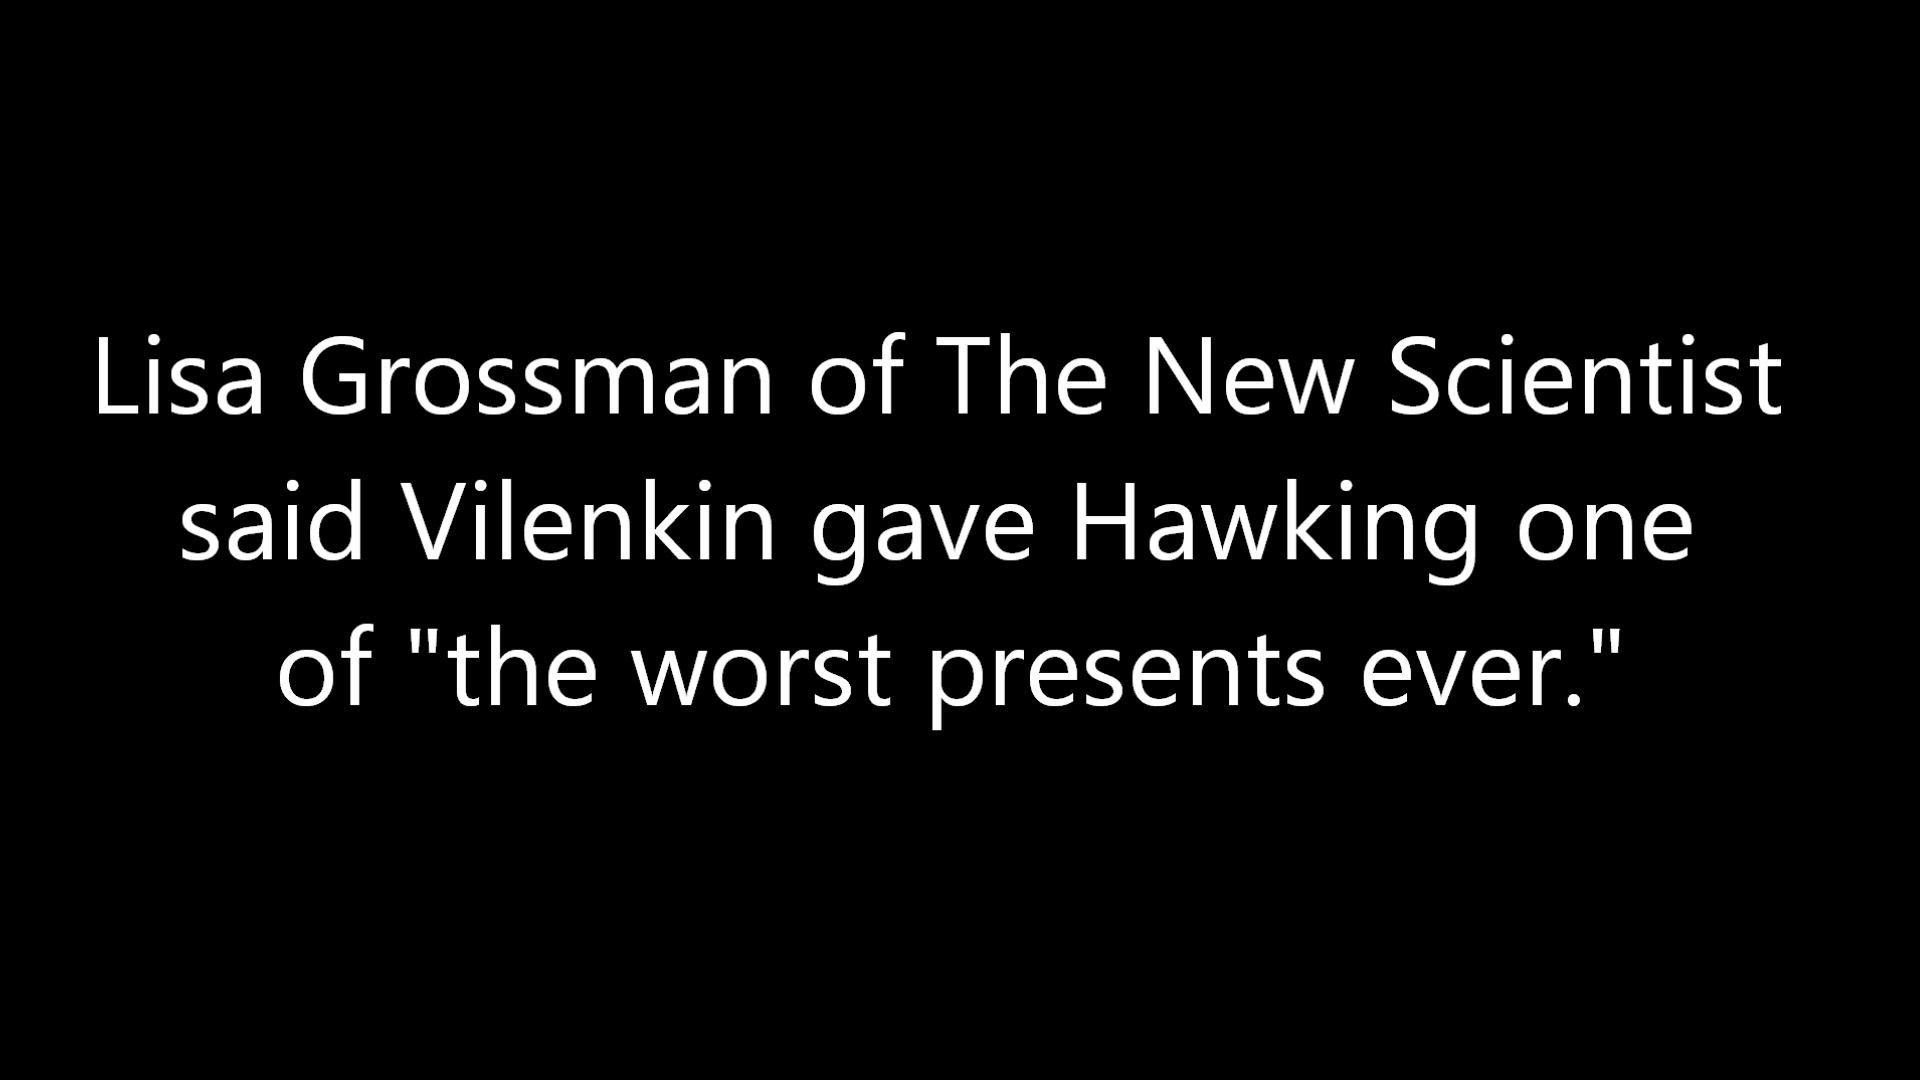 Lisa Grossman of The New Scientist
said Vilenkin gave Hawking one
of "the worst presents ever."